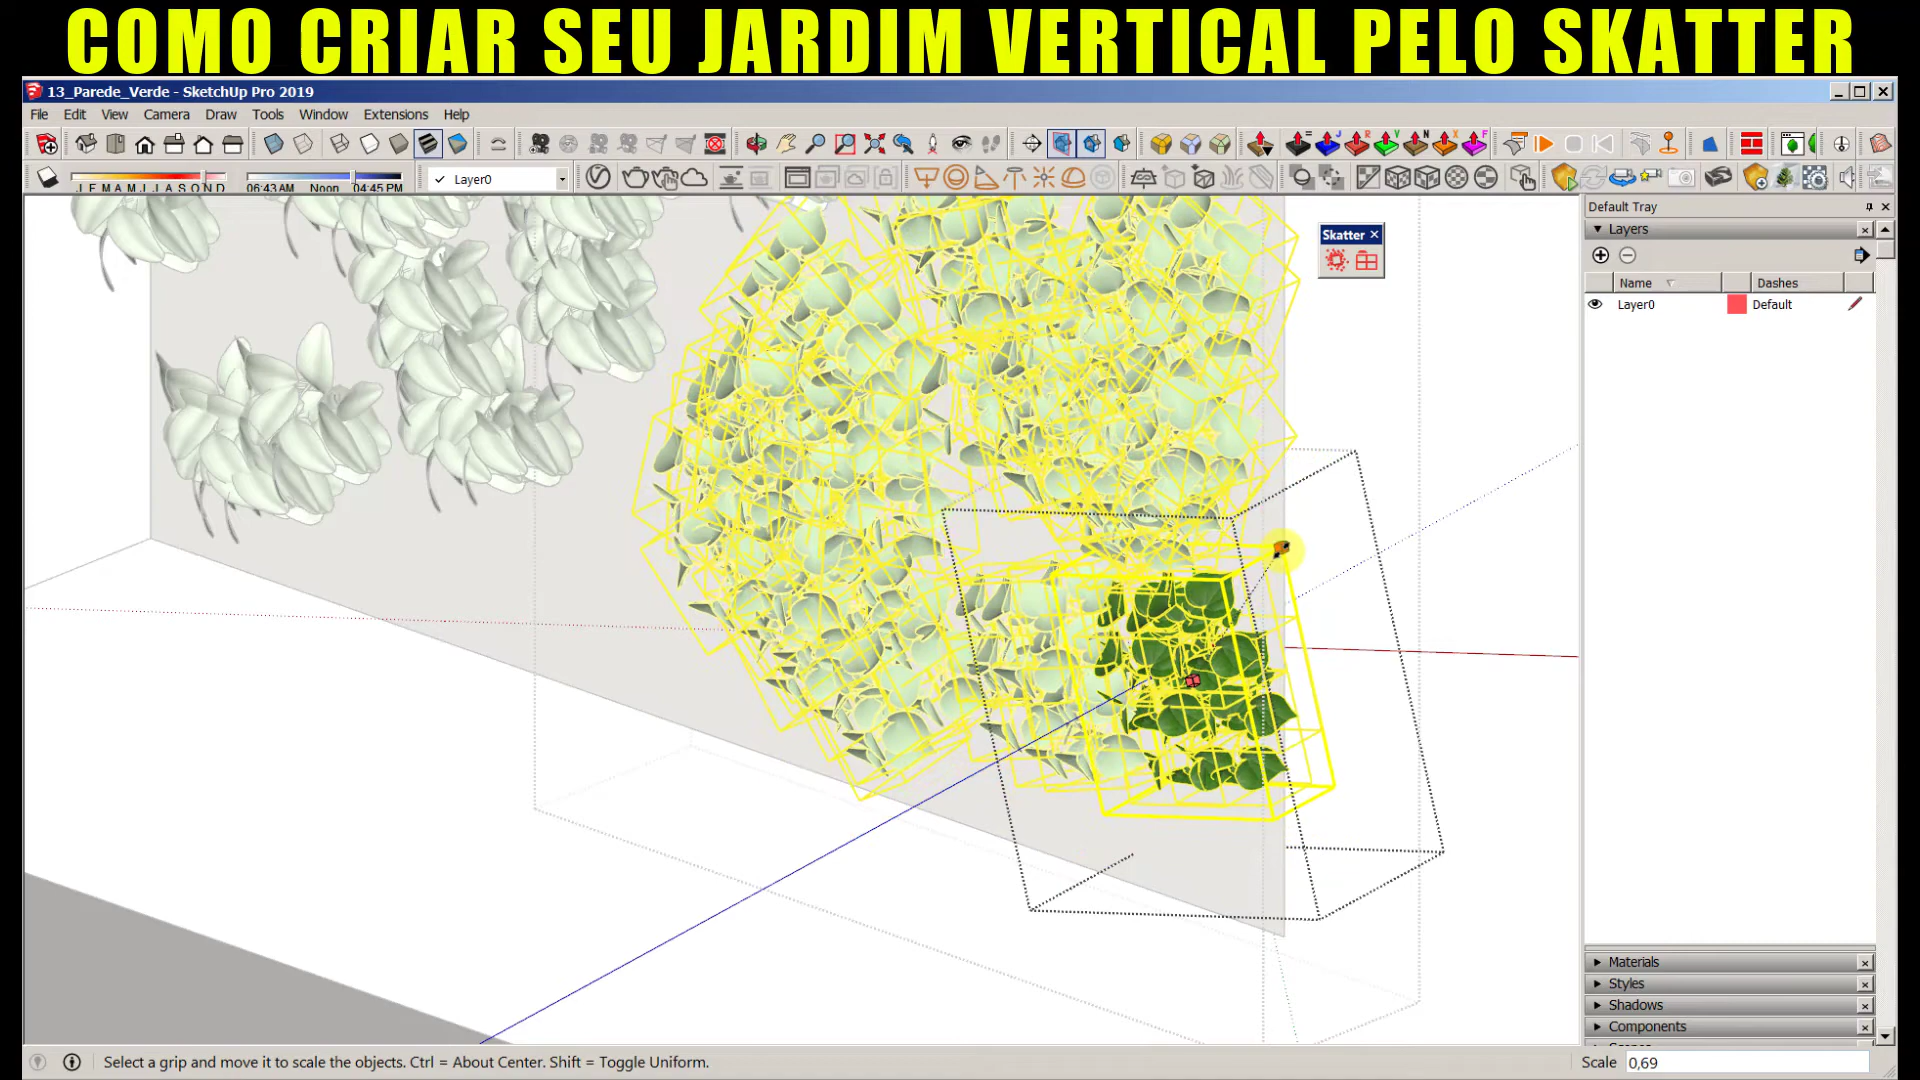 COMO CRIAR SEU JARDIM VERTICAL PELO SKATTER
13_Parede_Verde - SketchUp Pro 2019
File Edit View Camera Draw Tools Window Extensions Help
J F M A M J J A S O N D 06:43 AM Noon 04:45 PM Layer0
Default Tray
Skatter
Layers
Name Dashes
Layer0 Default
Materials
Styles
Shadows
Components
Select a grip and move it to scale the objects. Ctrl = About Center. Shift = Toggle Uniform. Scale 0,69